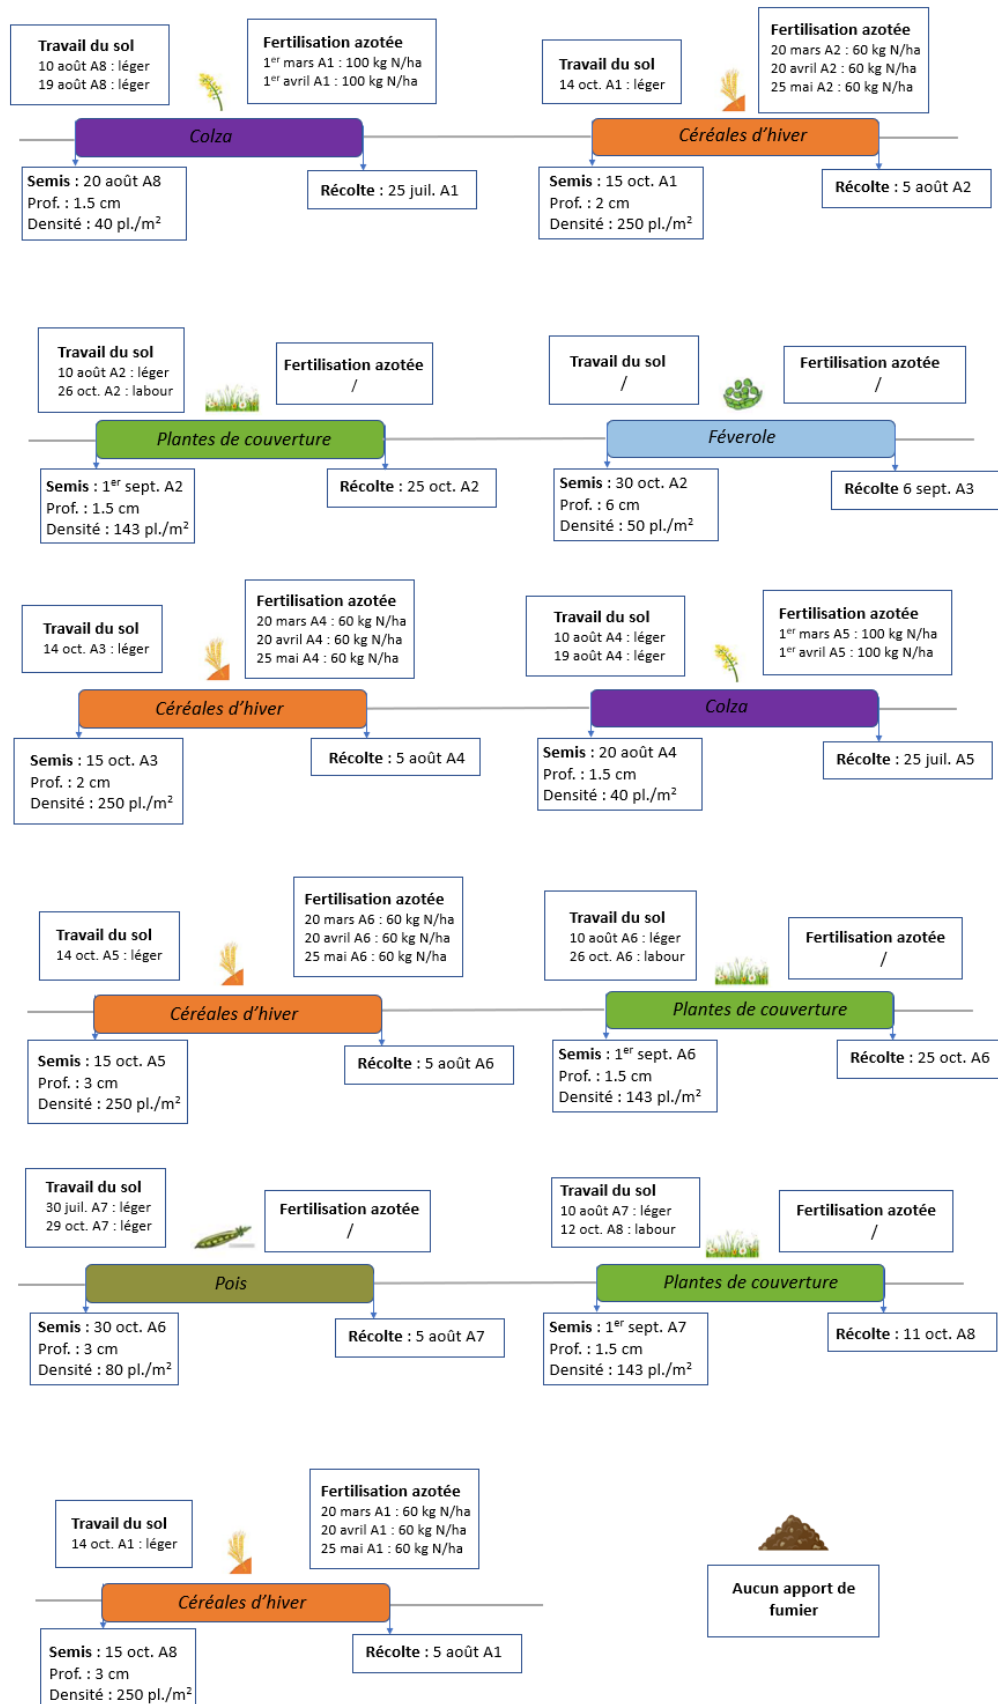 Travail du sol
10 août A8 : léger
19 août A8 : léger
Fertilisation azotée
1er mars A1 : 100 kg N/ha
1er avril A1 : 100 kg N/ha
Colza
Semis : 20 août A8
Prof. : 1.5 cm
Densité : 40 pl./m²
Récolte : 25 juil. A1
Travail du sol
14 oct. A1 : léger
Fertilisation azotée
20 mars A2 : 60 kg N/ha
20 avril A2 : 60 kg N/ha
25 mai A2 : 60 kg N/ha
Céréales d'hiver
Semis : 15 oct. A1
Prof. : 2 cm
Densité : 250 pl./m²
Récolte : 5 août A2
Travail du sol
10 août A2 : léger
26 oct. A2 : labour
Fertilisation azotée
/
Plantes de couverture
Semis : 1er sept. A2
Prof. : 1.5 cm
Densité : 143 pl./m²
Récolte : 25 oct. A2
Travail du sol
/
Fertilisation azotée
/
Féverole
Semis : 30 oct. A2
Prof. : 6 cm
Densité : 50 pl./m²
Récolte 6 sept. A3
Travail du sol
14 oct. A3 : léger
Fertilisation azotée
20 mars A4 : 60 kg N/ha
20 avril A4 : 60 kg N/ha
25 mai A4 : 60 kg N/ha
Céréales d'hiver
Semis : 15 oct. A3
Prof. : 2 cm
Densité : 250 pl./m²
Récolte : 5 août A4
Travail du sol
10 août A4 : léger
19 août A4 : léger
Fertilisation azotée
1er mars A5 : 100 kg N/ha
1er avril A5 : 100 kg N/ha
Colza
Semis : 20 août A4
Prof. : 1.5 cm
Densité : 40 pl./m²
Récolte : 25 juil. A5
Travail du sol
14 oct. A5 : léger
Fertilisation azotée
20 mars A6 : 60 kg N/ha
20 avril A6 : 60 kg N/ha
25 mai A6 : 60 kg N/ha
Céréales d'hiver
Semis : 15 oct. A5
Prof. : 3 cm
Densité : 250 pl./m²
Récolte : 5 août A6
Travail du sol
10 août A6 : léger
26 oct. A6 : labour
Fertilisation azotée
/
Plantes de couverture
Semis : 1er sept. A6
Prof. : 1.5 cm
Densité : 143 pl./m²
Récolte : 25 oct. A6
Travail du sol
30 juil. A7 : léger
29 oct. A7 : léger
Fertilisation azotée
/
Pois
Semis : 30 oct. A6
Prof. : 3 cm
Densité : 80 pl./m²
Récolte : 5 août A7
Travail du sol
10 août A7 : léger
12 oct. A8 : labour
Fertilisation azotée
/
Plantes de couverture
Semis : 1er sept. A7
Prof. : 1.5 cm
Densité : 143 pl./m²
Récolte : 11 oct. A8
Travail du sol
14 oct. A1 : léger
Fertilisation azotée
20 mars A1 : 60 kg N/ha
20 avril A1 : 60 kg N/ha
25 mai A1 : 60 kg N/ha
Céréales d'hiver
Semis : 15 oct. A8
Prof. : 3 cm
Densité : 250 pl./m²
Récolte : 5 août A1
Aucun apport de
fumier